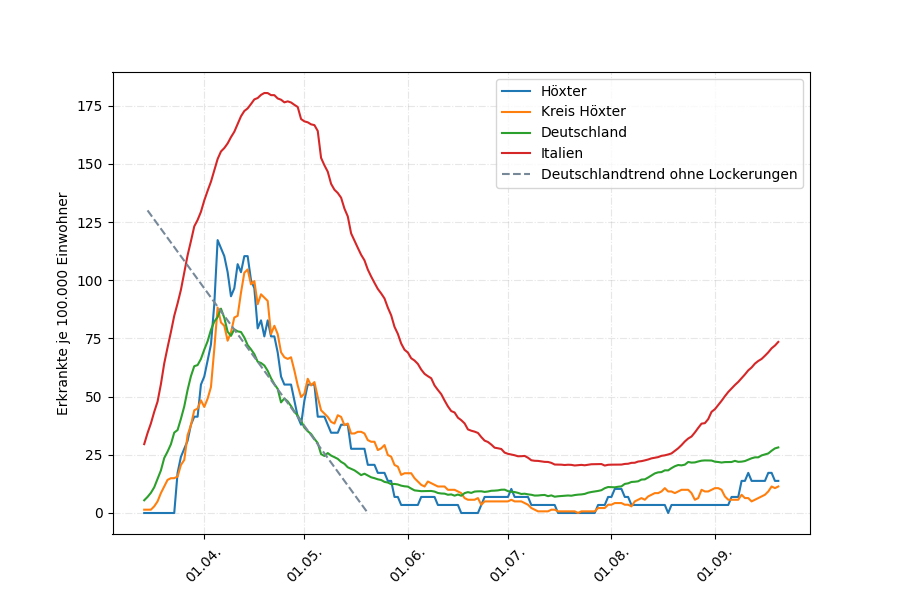 Höxter
Kreis Höxter
Deutschland
Italien
Deutschlandtrend ohne Lockerungen
Erkrankte je 100.000 Einwohner
175
150
125
100
75
50
25
0
01.04.
01.05.
01.06.
01.07.
01.08.
01.09.